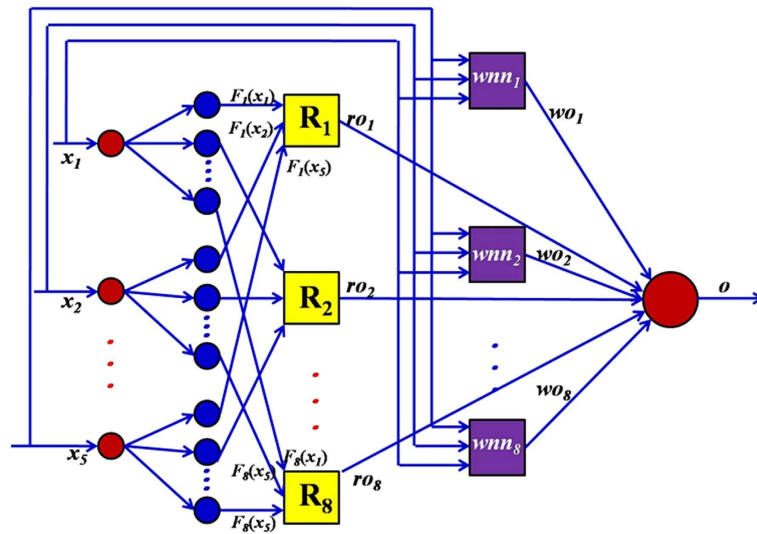 F1(x1)
R1
ro1
wnn1
wo1
F1(x2)
x1
F1(x5)
x2
R2
ro2
wnn2
wo2
o
x5
F8(x5)
F8(x1)
R8
ro8
wnn8
wo8
F8(x5)